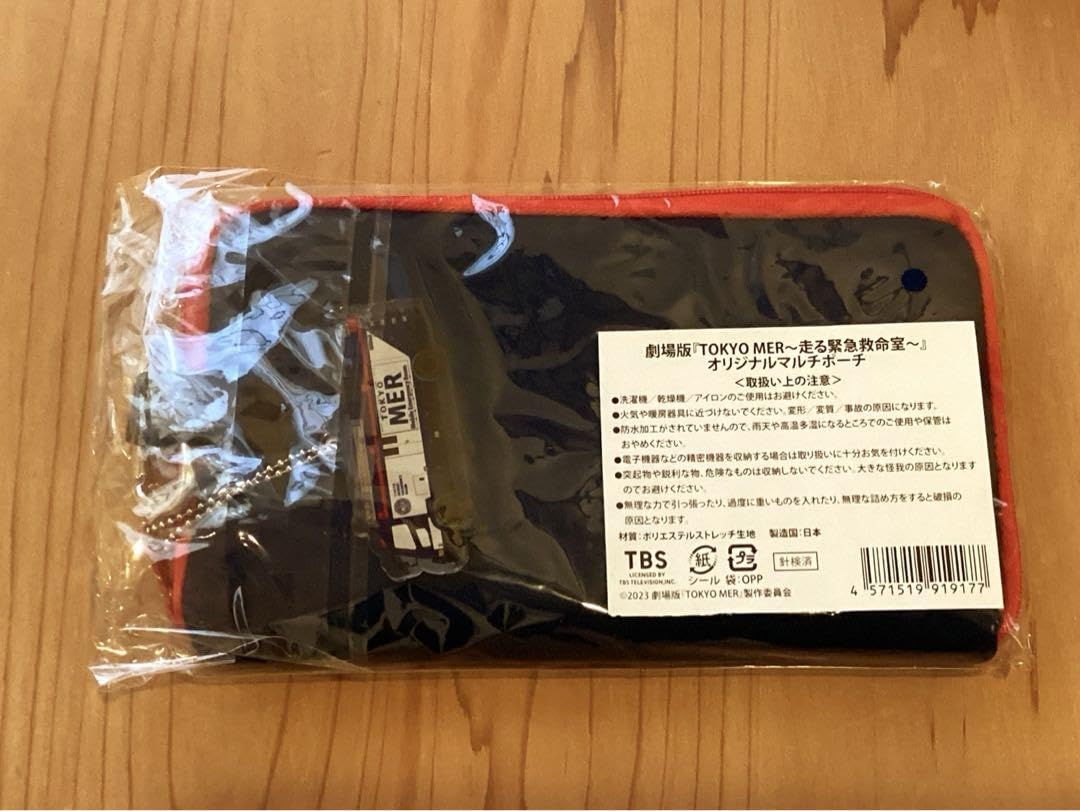 劇場版『TOKYO MER～走る緊急救命室～』
オリジナルマルチポーチ
＜取扱い上の注意＞
●洗濯機／乾燥機／アイロンのご使用はお避けください。
●火気や暖房器具に近づけないでください。変形／変質／事故の原因になります。
●防水加工がされていませんので、雨天や高温多湿になるところでのご使用や保管は
おやめください。
●電子機器などの精密機器を収納する場合は取り扱いに十分お気を付けください。
●突起物や鋭利な物、危険なものは収納しないでください。大きな怪我の原因となります
のでお避けください。
●無理な力で引っ張ったり、過度に重いものを入れたり、無理な詰め方をすると破損の
原因となります。
材質：ポリエステルストレッチ生地　製造国：日本
TBS
LICENSED BY
TBS TELEVISION,INC.
紙
シール
プラ
袋：OPP
針検済
©2023 劇場版『TOKYO MER』製作委員会
4 571519 919177
TOKYO
MER